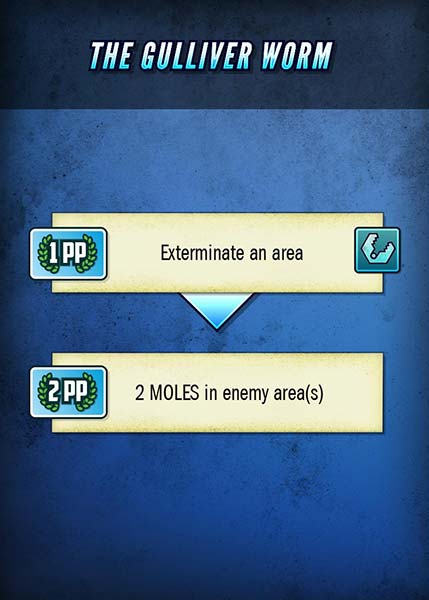 THE GULLIVER WORM
1 PP
Exterminate an area
2 PP
2 MOLES in enemy area(s)